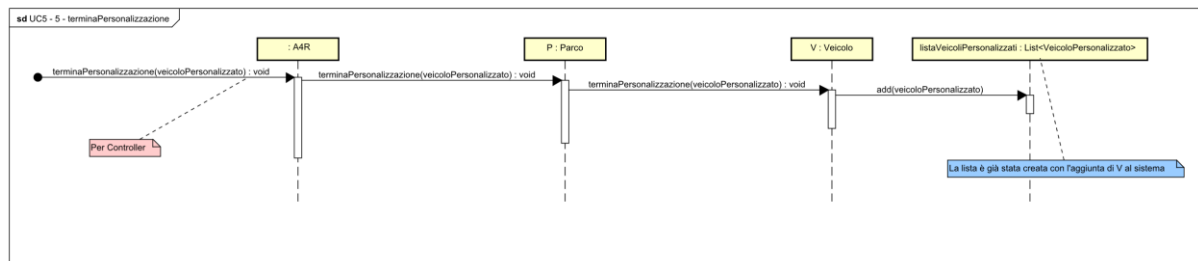 sd UC5 - 5 - terminaPersonalizzazione
: A4R
P : Parco
V : Veicolo
listaVeicoliPersonalizzati : List<VeicoloPersonalizzato>
terminaPersonalizzazione(veicoloPersonalizzato) : void
terminaPersonalizzazione(veicoloPersonalizzato) : void
terminaPersonalizzazione(veicoloPersonalizzato) : void
add(veicoloPersonalizzato)
Per Controller
La lista è già stata creata con l'aggiunta di V al sistema